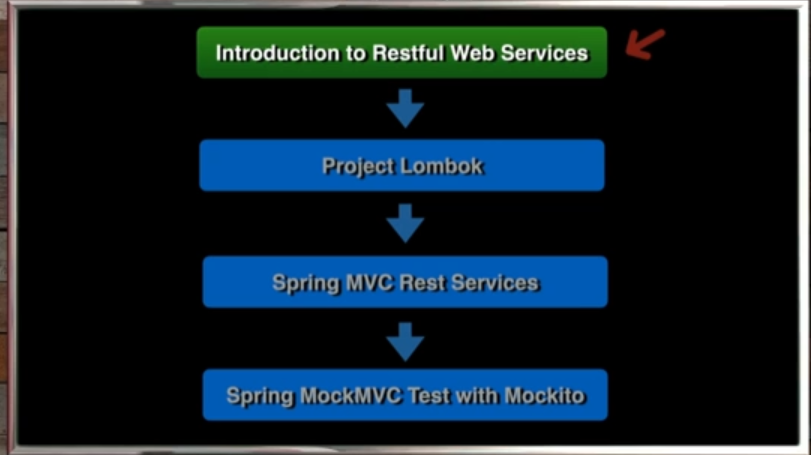 Introduction to Restful Web Services
Project Lombok
Spring MVC Rest Services
Spring MockMVC Test with Mockito